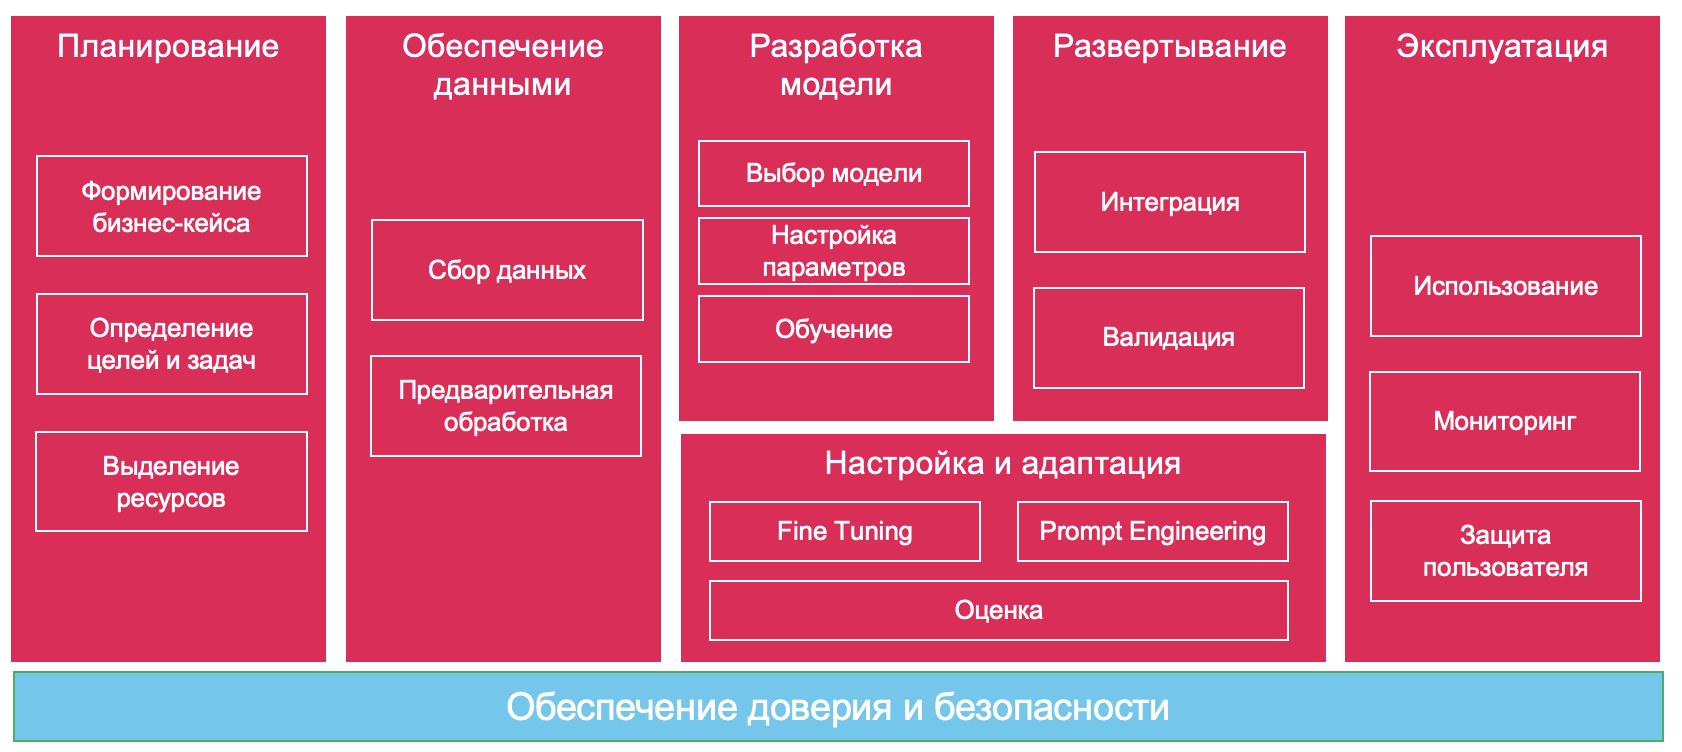 Планирование
Формирование
бизнес-кейса
Определение
целей и задач
Выделение
ресурсов
Обеспечение
данными
Сбор данных
Предварительная
обработка
Разработка
модели
Выбор модели
Настройка
параметров
Обучение
Развертывание
Интеграция
Валидация
Настройка и адаптация
Fine Tuning
Prompt Engineering
Оценка
Эксплуатация
Использование
Мониторинг
Защита
пользователя
Обеспечение доверия и безопасности